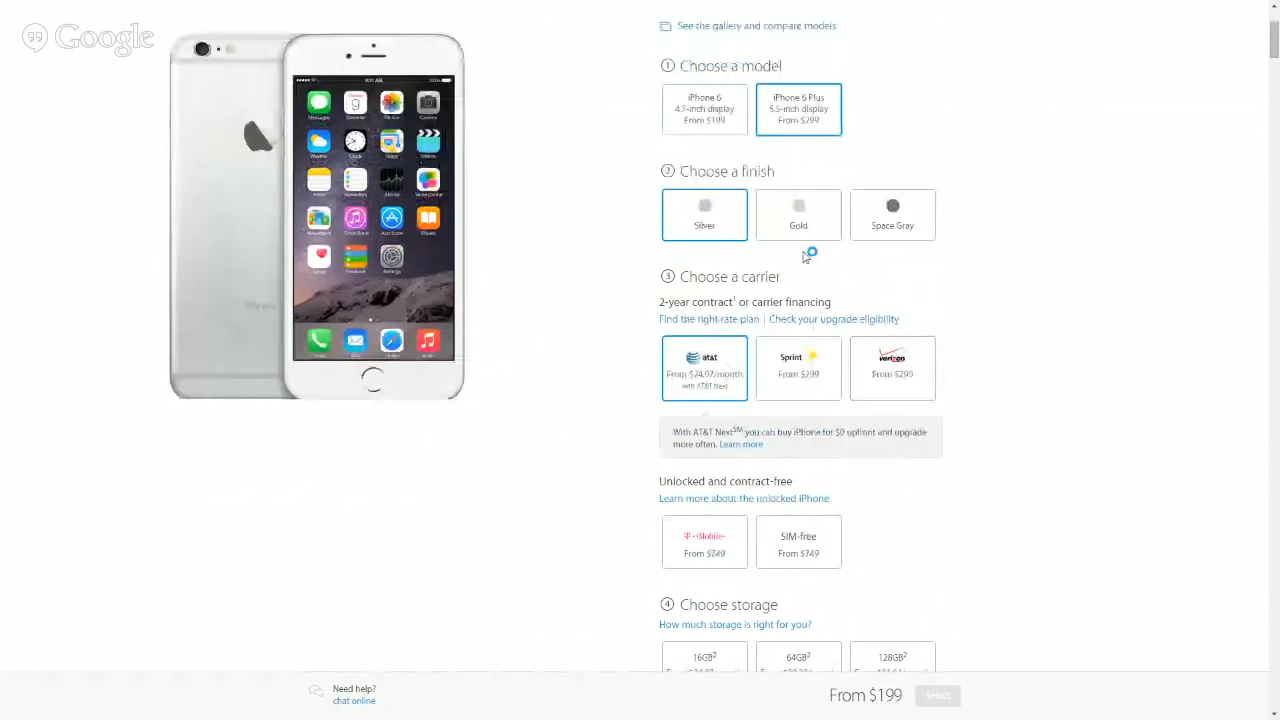 Google
See the gallery and compare models
1 Choose a model
iPhone 6
4.7-inch display
From $199
iPhone 6 Plus
5.5-inch display
From $299
2 Choose a finish
Silver
Gold
Space Gray
3 Choose a carrier
2-year contract¹ or carrier financing
Find the right rate plan | Check your upgrade eligibility
at&t
From $24.97/month
with AT&T Next
Sprint
From $299
verizon
From $299
With AT&T Next℠ you can buy iPhone for $0 upfront and upgrade
more often. Learn more
Unlocked and contract-free
Learn more about the unlocked iPhone
T-Mobile
From $749
SIM-free
From $749
4 Choose storage
How much storage is right for you?
16GB²
64GB²
128GB²
Need help?
chat online
From $199
Select